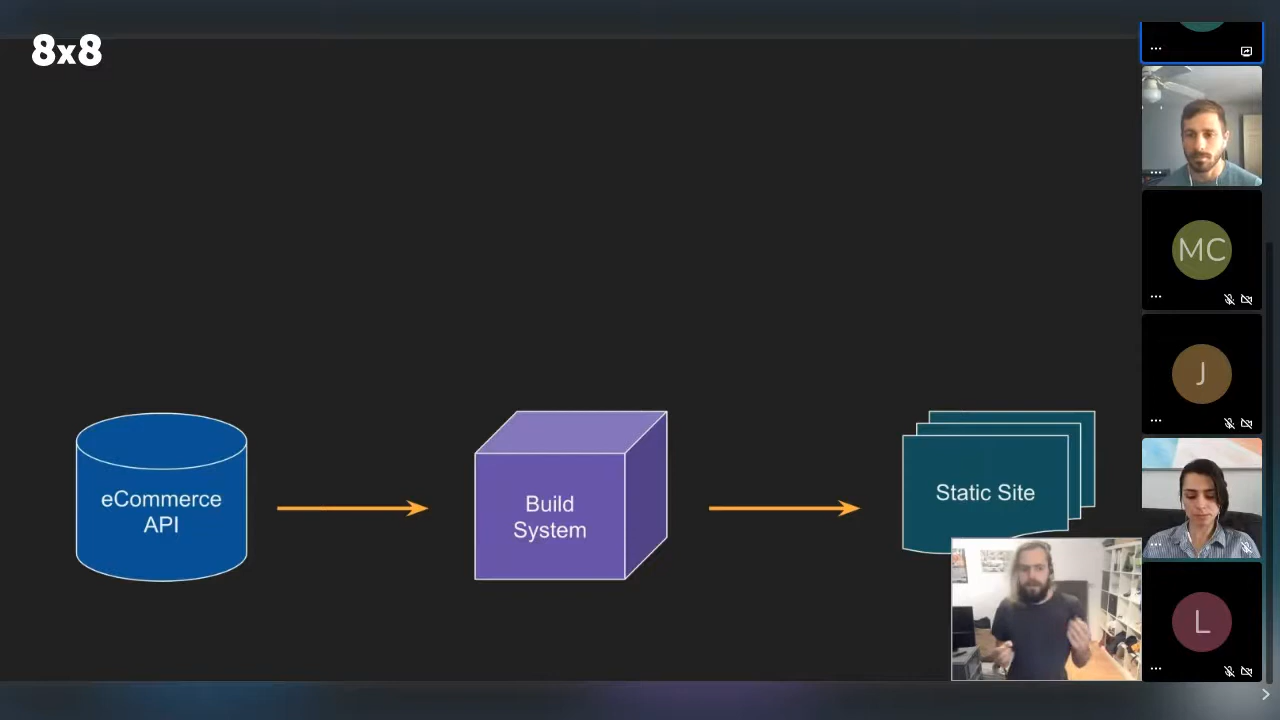 8x8
eCommerce
API
Build
System
Static Site
MC
J
L